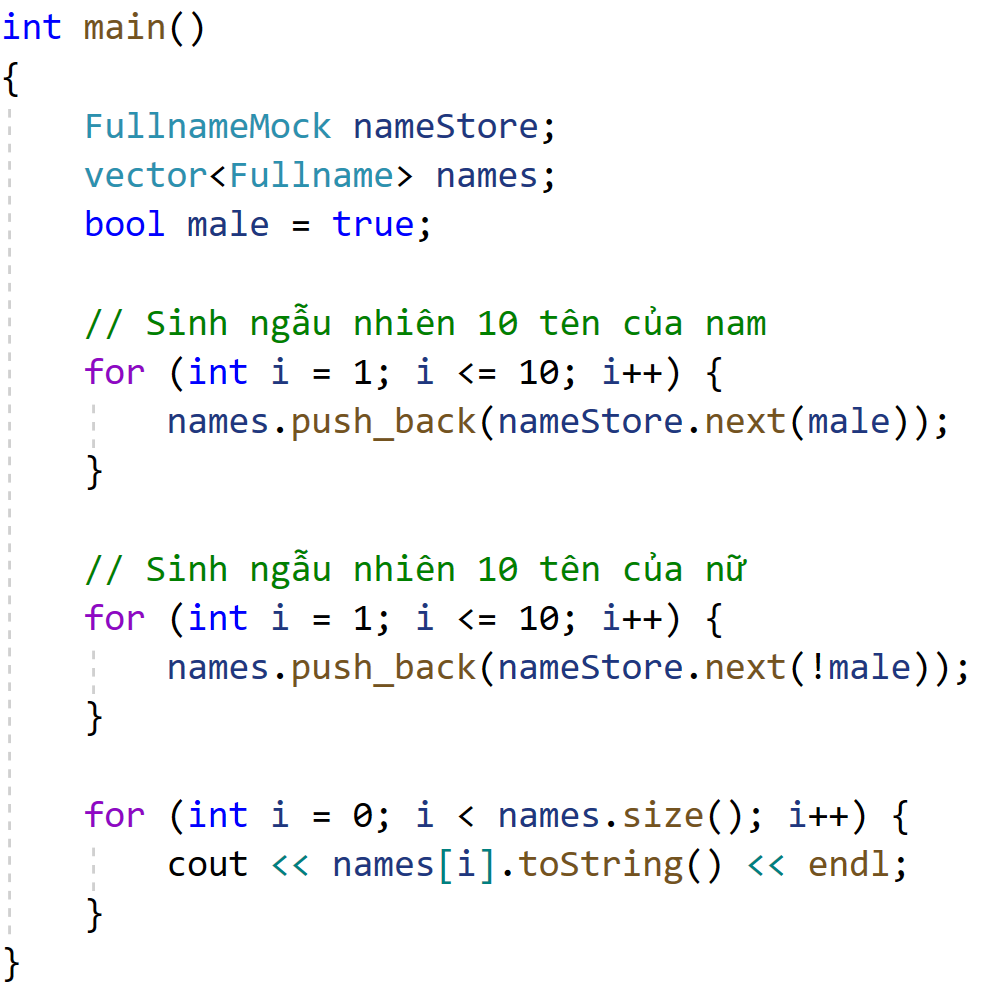 int main()
{
    FullnameMock nameStore;
    vector<Fullname> names;
    bool male = true;

    // Sinh ngẫu nhiên 10 tên của nam
    for (int i = 1; i <= 10; i++) {
        names.push_back(nameStore.next(male));
    }

    // Sinh ngẫu nhiên 10 tên của nữ
    for (int i = 1; i <= 10; i++) {
        names.push_back(nameStore.next(!male));
    }

    for (int i = 0; i < names.size(); i++) {
        cout << names[i].toString() << endl;
    }
}